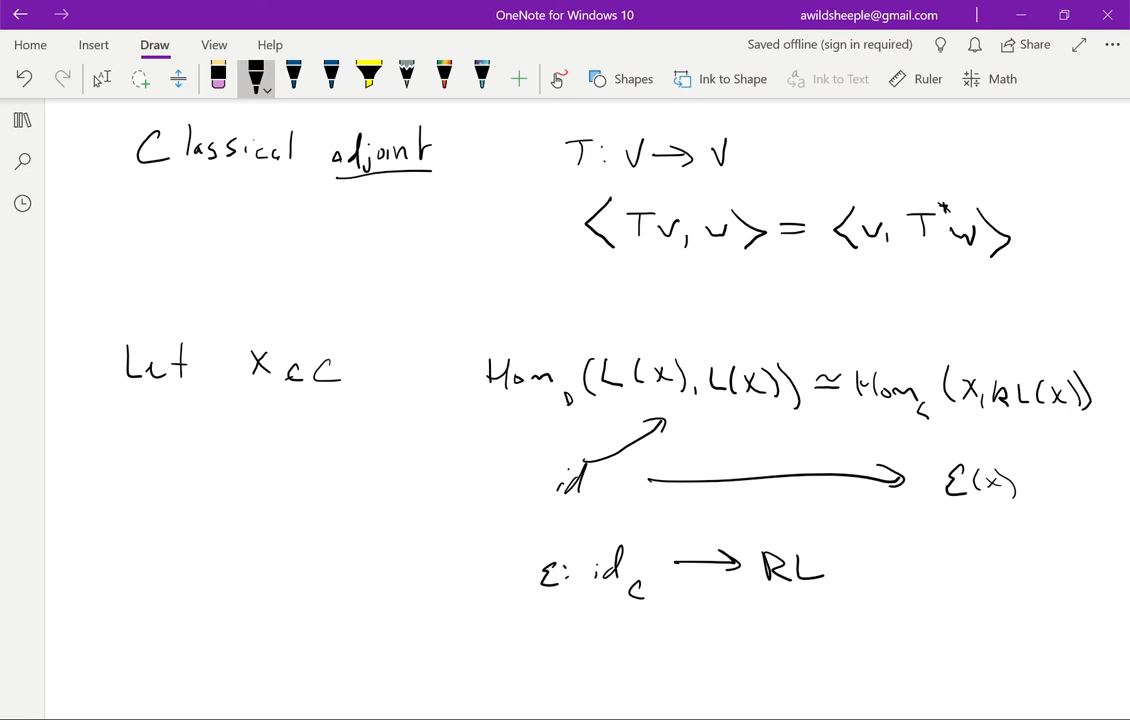 OneNote for Windows 10
awildsheeple@gmail.com
Home Insert Draw View Help
Saved offline (sign in required) Share
Shapes Ink to Shape Ink to Text Ruler Math
Classical adjoint T: V → V
⟨Tv, w⟩ = ⟨v, T*w⟩
Let x ∈ C Hom_D(L(x), L(x)) ≃ Hom_C(x, RL(x))
id ⟶ ε(x)
ε: id_C ⟶ RL